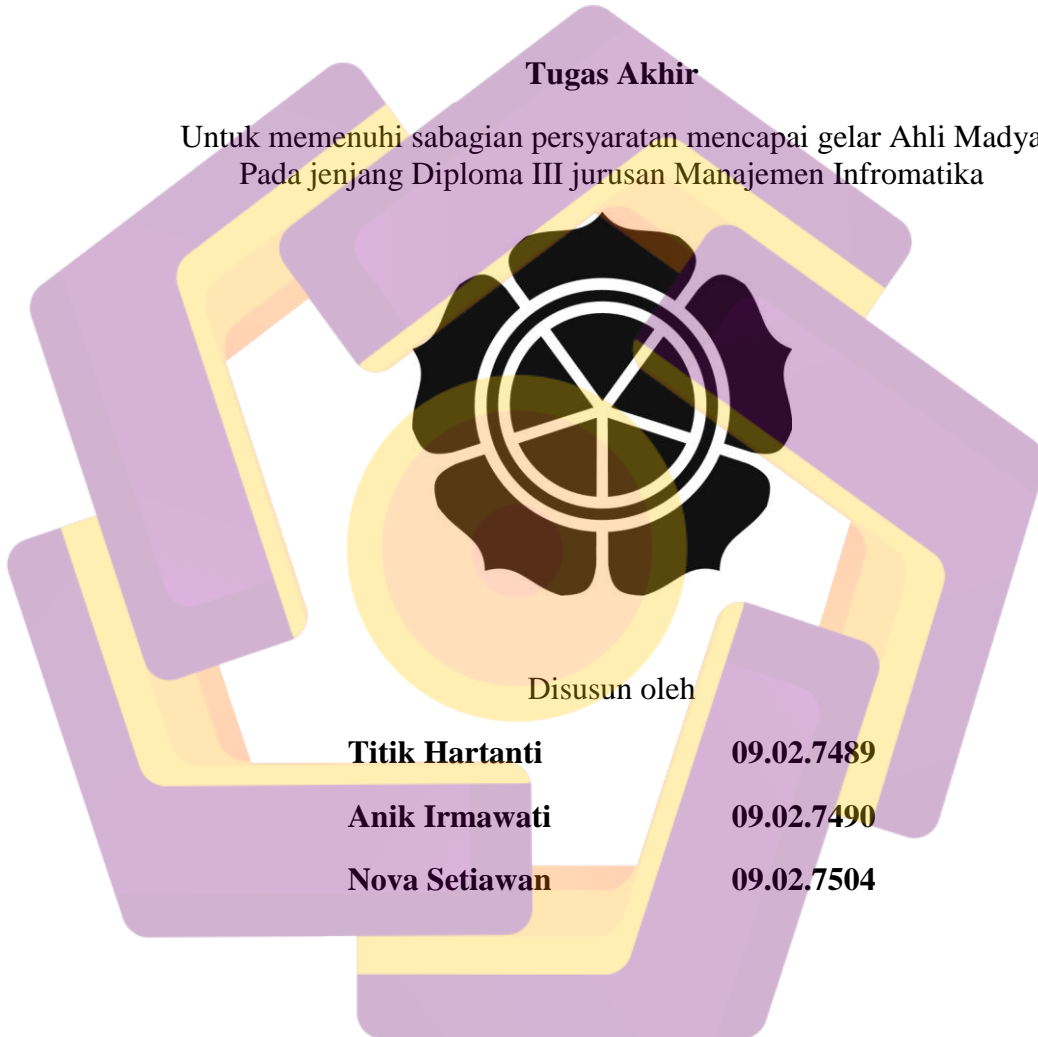 Tugas Akhir
Untuk memenuhi sabagian persyaratan mencapai gelar Ahli Madya
Pada jenjang Diploma III jurusan Manajemen Infromatika
Disusun oleh
Titik Hartanti 09.02.7489
Anik Irmawati 09.02.7490
Nova Setiawan 09.02.7504